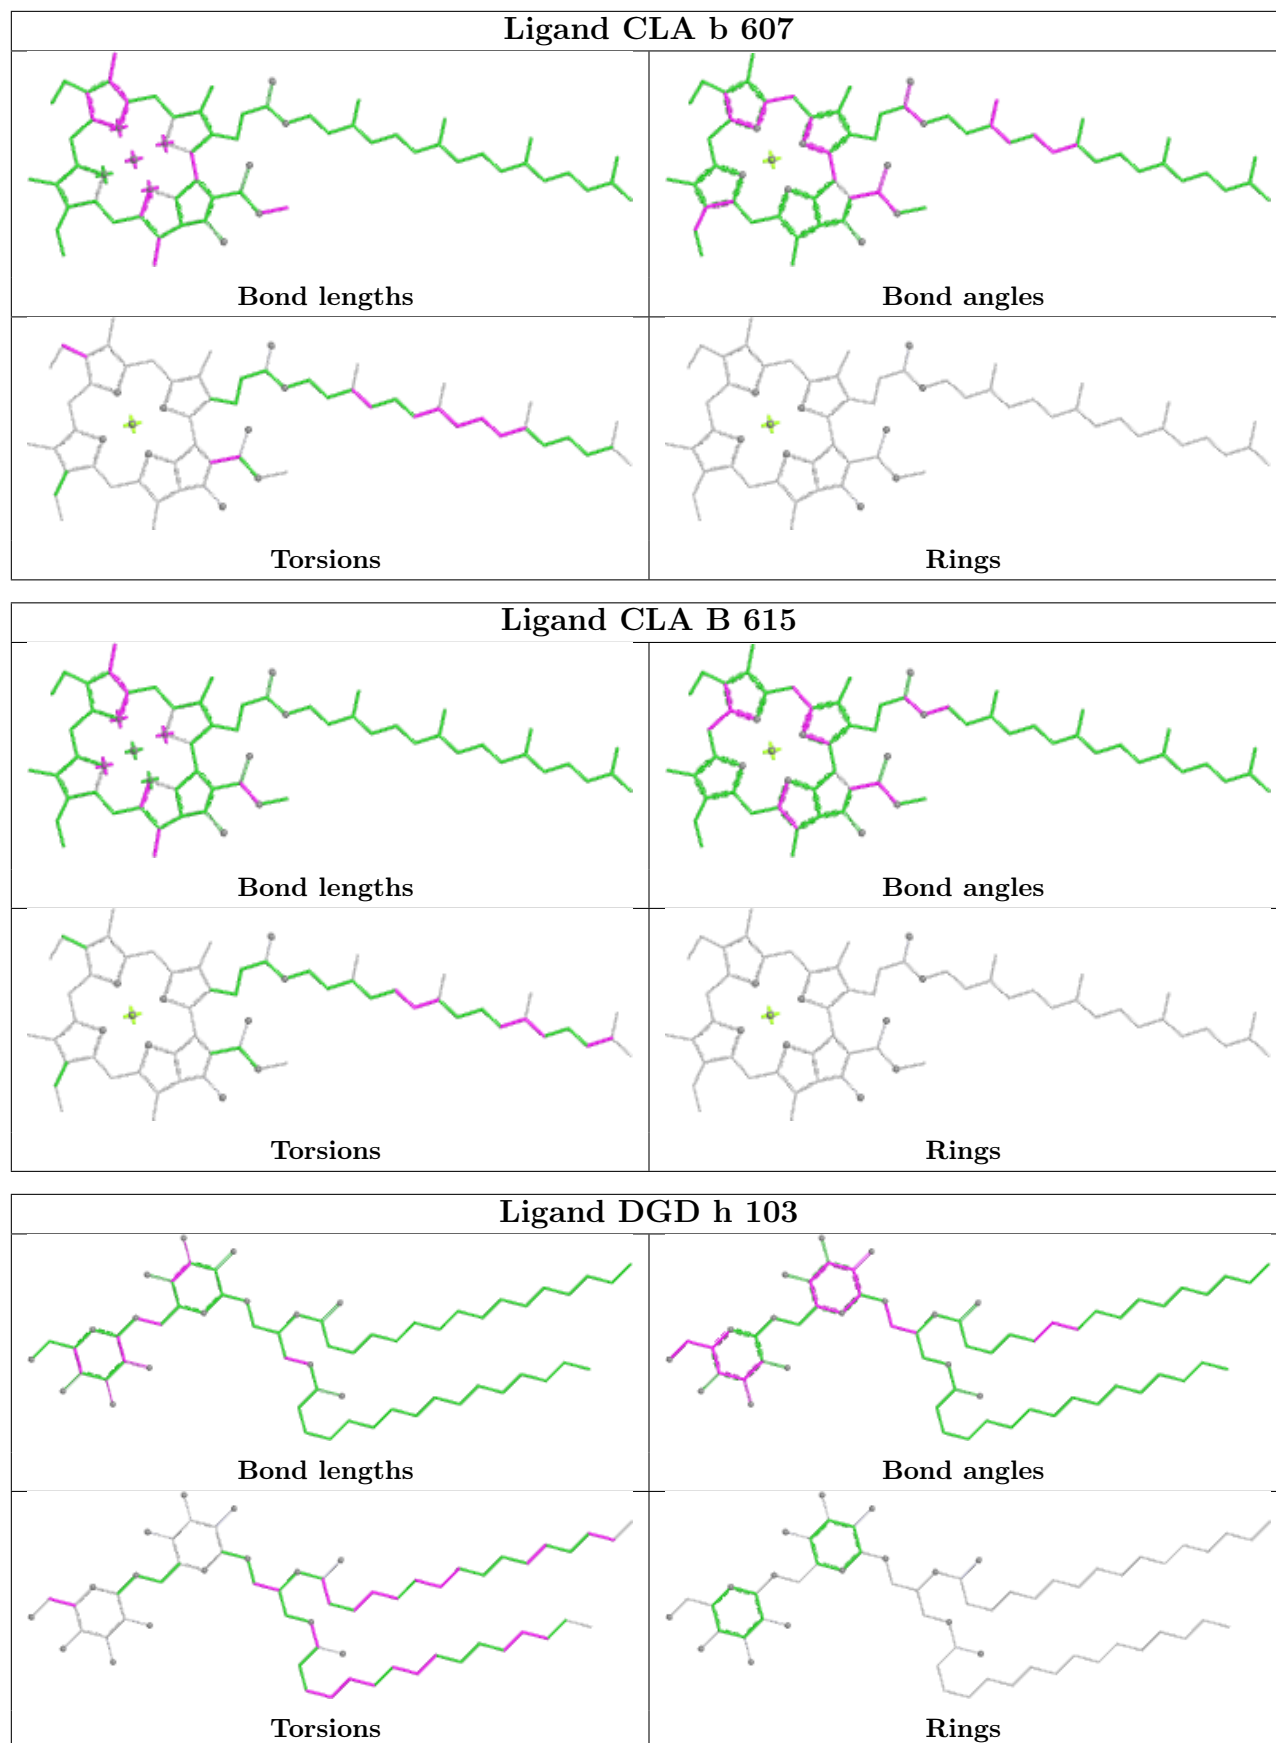 Ligand CLA b 607
Bond lengths
Bond angles
Torsions
Rings
Ligand CLA B 615
Bond lengths
Bond angles
Torsions
Rings
Ligand DGD h 103
Bond lengths
Bond angles
Torsions
Rings